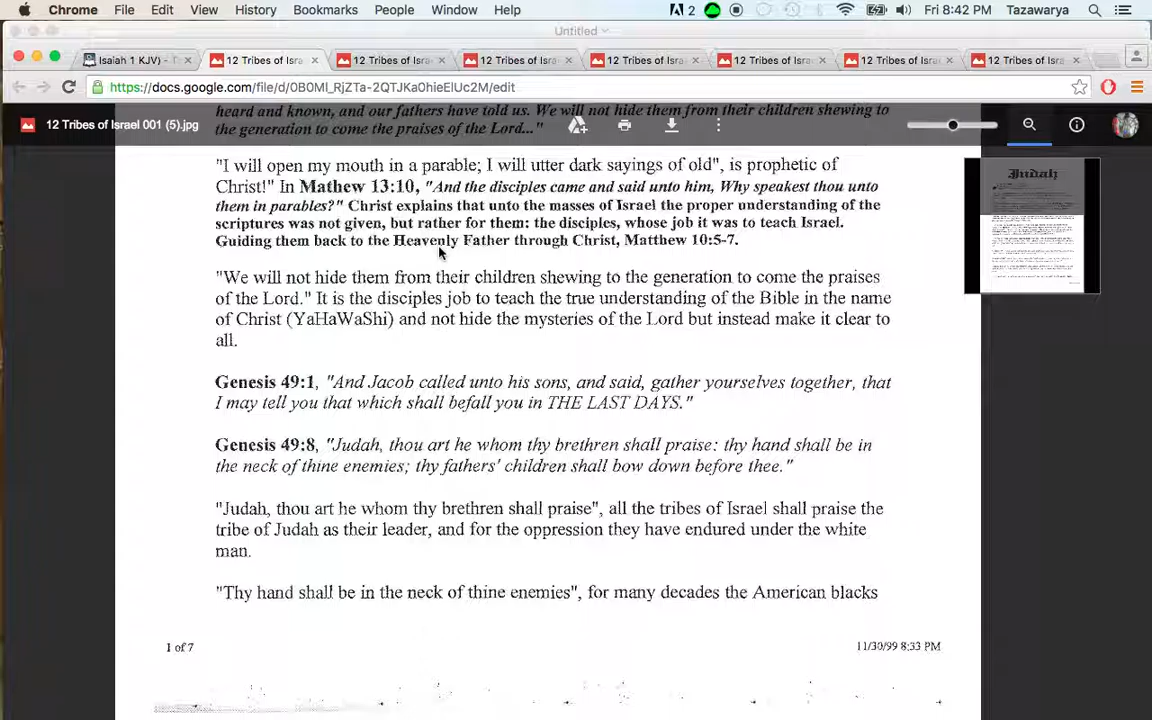 Chrome File Edit View History Bookmarks People Window Help 2 Fri 8:42 PM Tazawarya
Untitled
Isaiah 1 KJV) - T 12 Tribes of Isra 12 Tribes of Isra 12 Tribes of Isra 12 Tribes of Isra 12 Tribes of Isra 12 Tribes of Isra 12 Tribes of Isra
https://docs.google.com/file/d/0B0MI_RjZTa-2QTJKa0hieElUc2M/edit
heard and known, and our fathers have told us. We will not hide them from their children shewing to
12 Tribes of Israel 001 (5).jpg
the generation to come the praises of the Lord..."
"I will open my mouth in a parable; I will utter dark sayings of old", is prophetic of
Christ!" In Mathew 13:10, "And the disciples came and said unto him, Why speakest thou unto
them in parables?" Christ explains that unto the masses of Israel the proper understanding of the
scriptures was not given, but rather for them: the disciples, whose job it was to teach Israel.
Guiding them back to the Heavenly Father through Christ, Matthew 10:5-7.
"We will not hide them from their children shewing to the generation to come the praises
of the Lord." It is the disciples job to teach the true understanding of the Bible in the name
of Christ (YaHaWaShi) and not hide the mysteries of the Lord but instead make it clear to
all.
Genesis 49:1, "And Jacob called unto his sons, and said, gather yourselves together, that
I may tell you that which shall befall you in THE LAST DAYS."
Genesis 49:8, "Judah, thou art he whom thy brethren shall praise: thy hand shall be in
the neck of thine enemies; thy fathers' children shall bow down before thee."
"Judah, thou art he whom thy brethren shall praise", all the tribes of Israel shall praise the
tribe of Judah as their leader, and for the oppression they have endured under the white
man.
"Thy hand shall be in the neck of thine enemies", for many decades the American blacks
1 of 7 11/30/99 8:33 PM
Judah